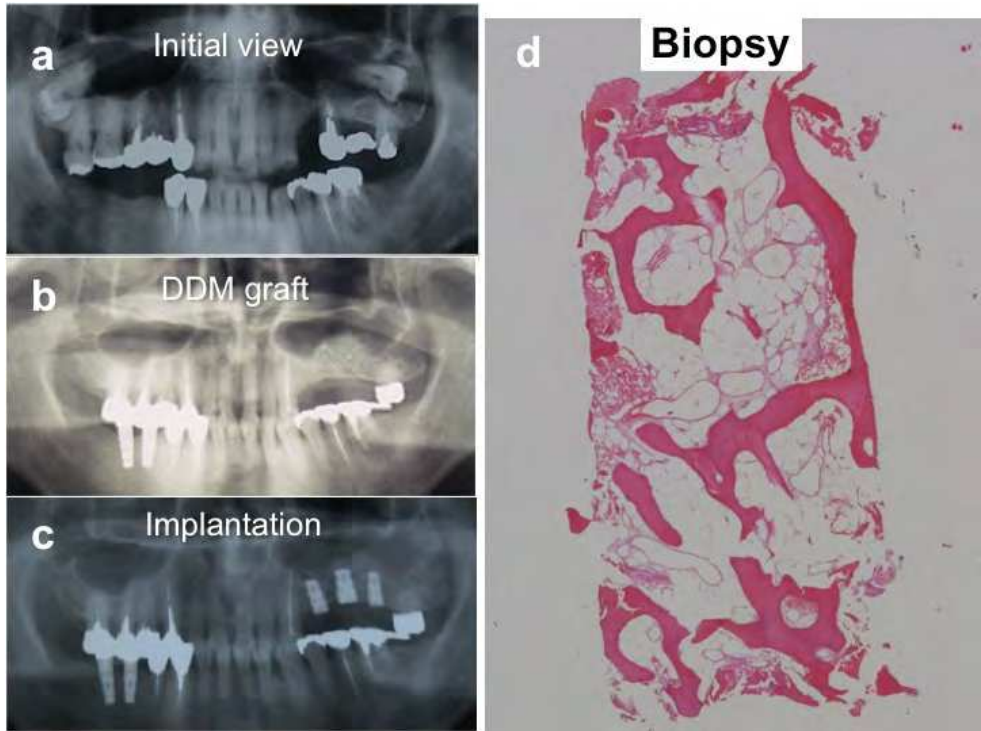 a
Initial view
b
DDM graft
c
Implantation
d
Biopsy